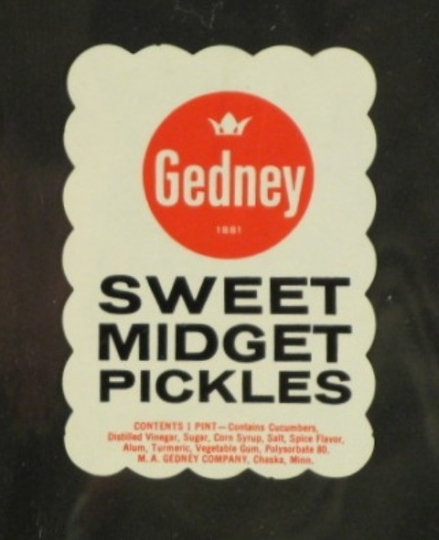 Gedney
1881
SWEET
MIDGET
PICKLES
CONTENTS 1 PINT—Contains Cucumbers,
Distilled Vinegar, Sugar, Corn Syrup, Salt, Spice Flavor,
Alum, Turmeric, Vegetable Gum, Polysorbate 80.
M. A. GEDNEY COMPANY, Chaska, Minn.